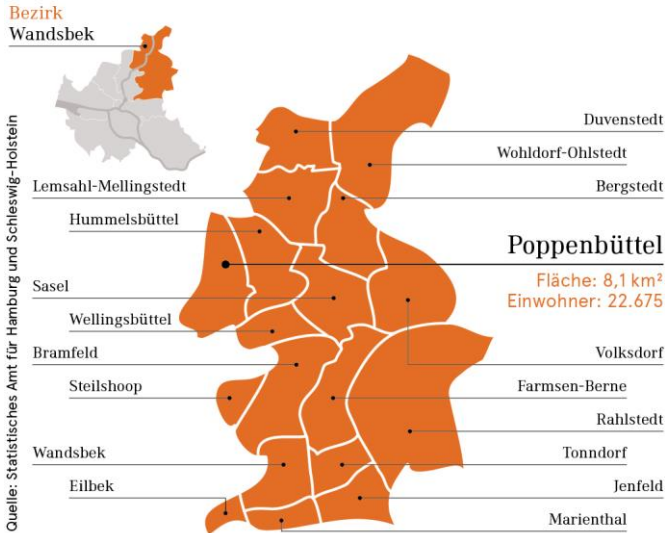 Bezirk
Wandsbek
Quelle: Statistisches Amt für Hamburg und Schleswig-Holstein
Duvenstedt
Wohldorf-Ohlstedt
Lemsahl-Mellingstedt
Bergstedt
Hummelsbüttel
Poppenbüttel
Fläche: 8,1 km²
Einwohner: 22.675
Sasel
Wellingsbüttel
Bramfeld
Volksdorf
Steilshoop
Farmsen-Berne
Rahlstedt
Wandsbek
Tonndorf
Eilbek
Jenfeld
Marienthal